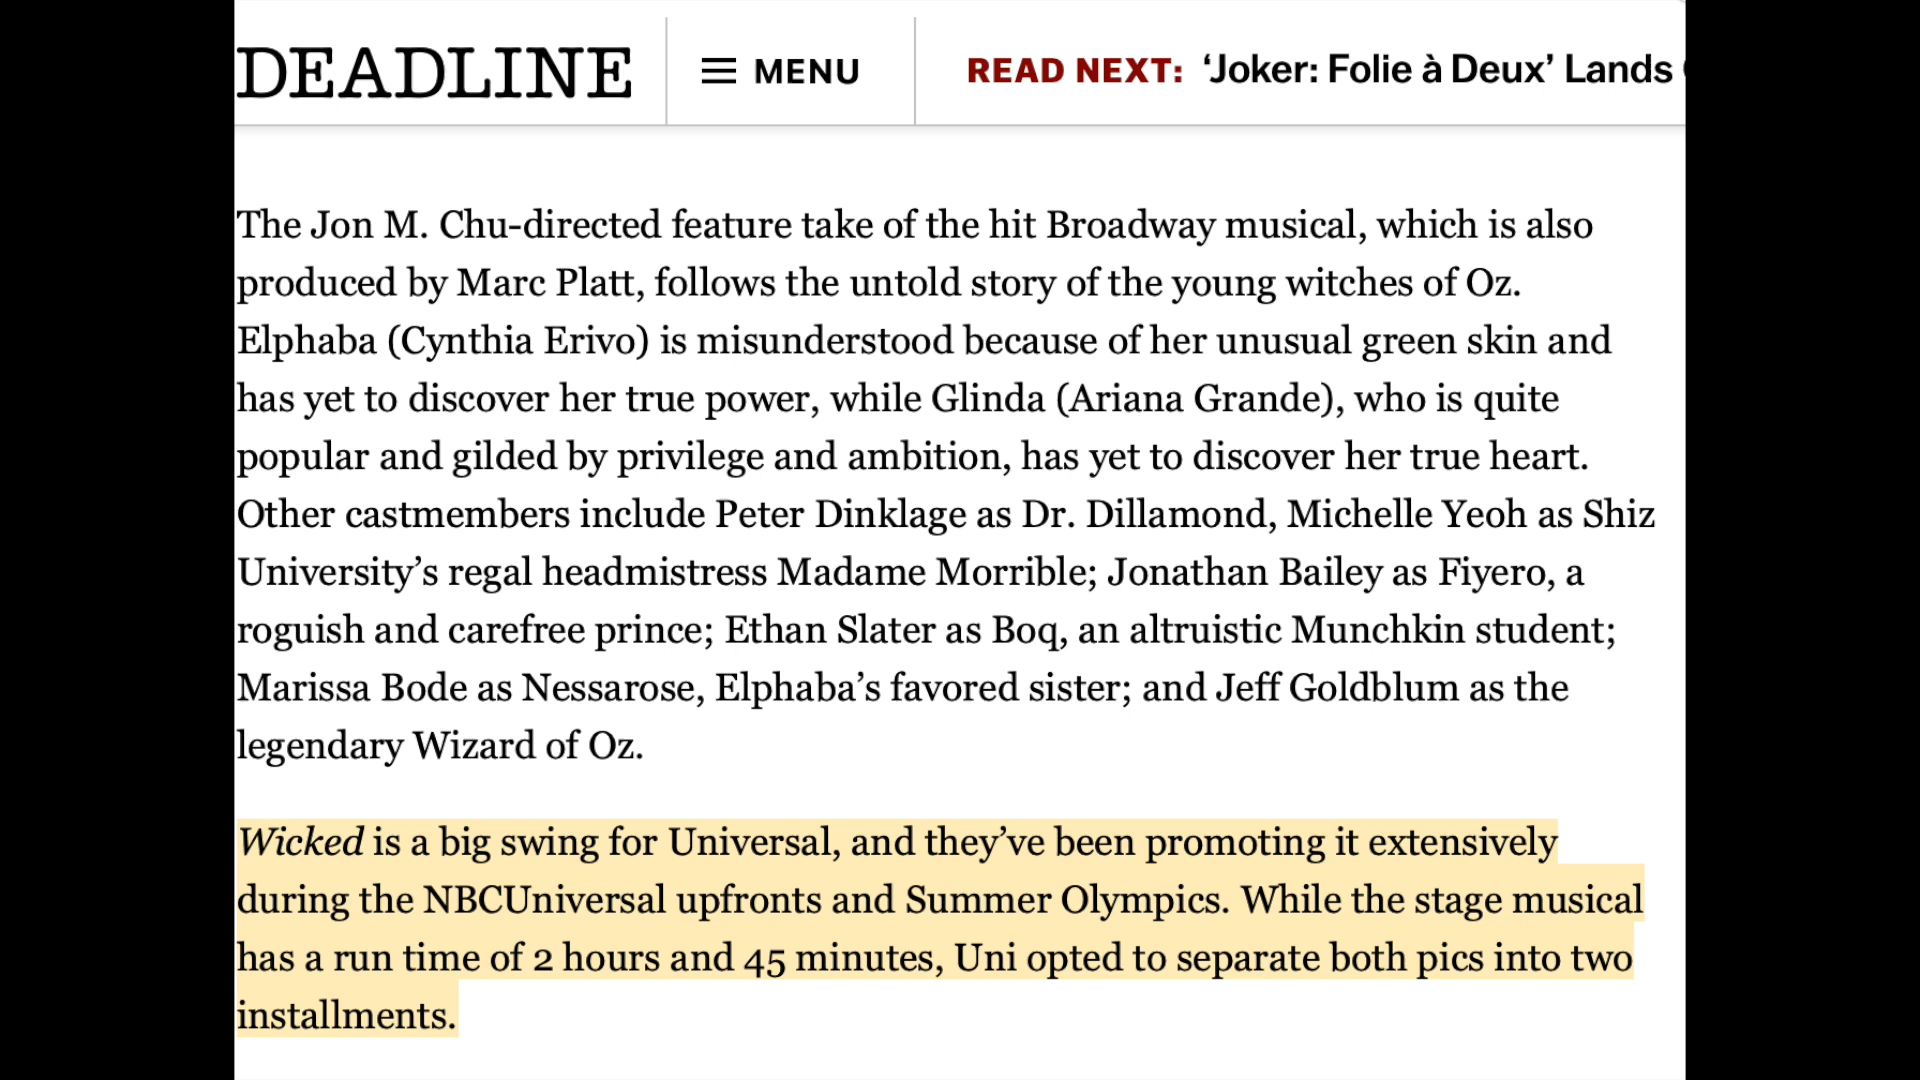 DEADLINE
MENU
READ NEXT: ‘Joker: Folie à Deux’ Lands
The Jon M. Chu-directed feature take of the hit Broadway musical, which is also
produced by Marc Platt, follows the untold story of the young witches of Oz.
Elphaba (Cynthia Erivo) is misunderstood because of her unusual green skin and
has yet to discover her true power, while Glinda (Ariana Grande), who is quite
popular and gilded by privilege and ambition, has yet to discover her true heart.
Other castmembers include Peter Dinklage as Dr. Dillamond, Michelle Yeoh as Shiz
University’s regal headmistress Madame Morrible; Jonathan Bailey as Fiyero, a
roguish and carefree prince; Ethan Slater as Boq, an altruistic Munchkin student;
Marissa Bode as Nessarose, Elphaba’s favored sister; and Jeff Goldblum as the
legendary Wizard of Oz.
Wicked is a big swing for Universal, and they’ve been promoting it extensively
during the NBCUniversal upfronts and Summer Olympics. While the stage musical
has a run time of 2 hours and 45 minutes, Uni opted to separate both pics into two
installments.